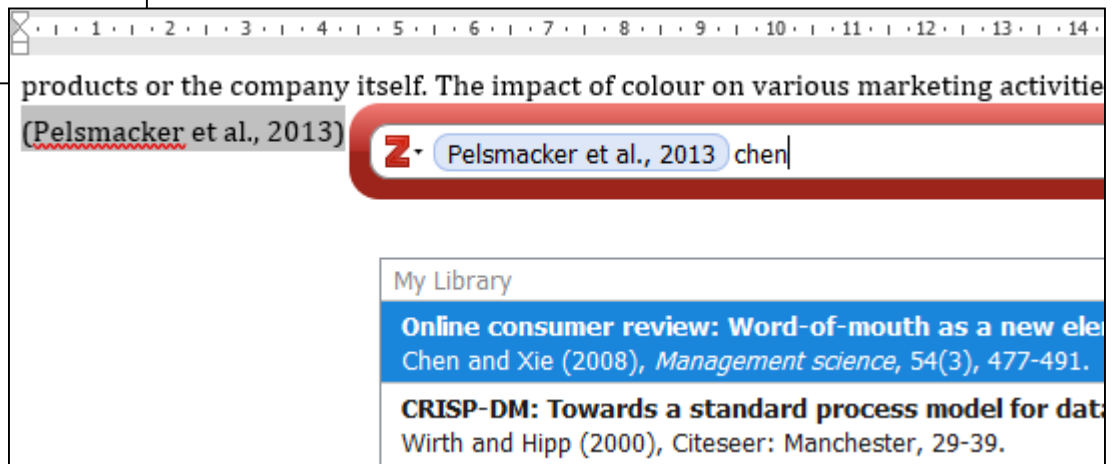 1 2 3 4 5 6 7 8 9 10 11 12 13 14
products or the company itself. The impact of colour on various marketing activitie
(Pelsmacker et al., 2013)
Z Pelsmacker et al., 2013 chen
My Library
Online consumer review: Word-of-mouth as a new ele
Chen and Xie (2008), Management science, 54(3), 477-491.
CRISP-DM: Towards a standard process model for data
Wirth and Hipp (2000), Citeseer: Manchester, 29-39.